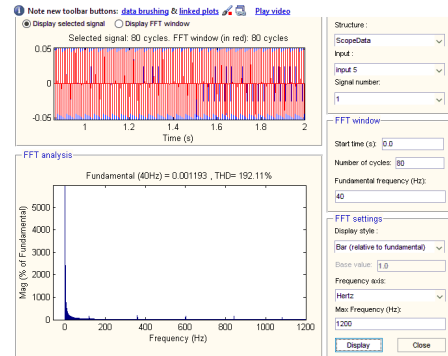 Note new toolbar buttons: data brushing & linked plots Play video
Display selected signal Display FFT window
Selected signal: 80 cycles. FFT window (in red): 80 cycles
0.05
0
-0.05
1 1.2 1.4 1.6 1.8 2
Time (s)
FFT analysis
Fundamental (40Hz) = 0.001193 , THD= 192.11%
Mag (% of Fundamental)
5000
4000
3000
2000
1000
0
0 200 400 600 800 1000 1200
Frequency (Hz)
Structure :
ScopeData
Input :
input 5
Signal number:
1
FFT window
Start time (s): 0.0
Number of cycles: 80
Fundamental frequency (Hz):
40
FFT settings
Display style :
Bar (relative to fundamental)
Base value: 1.0
Frequency axis:
Hertz
Max Frequency (Hz):
1200
Display Close